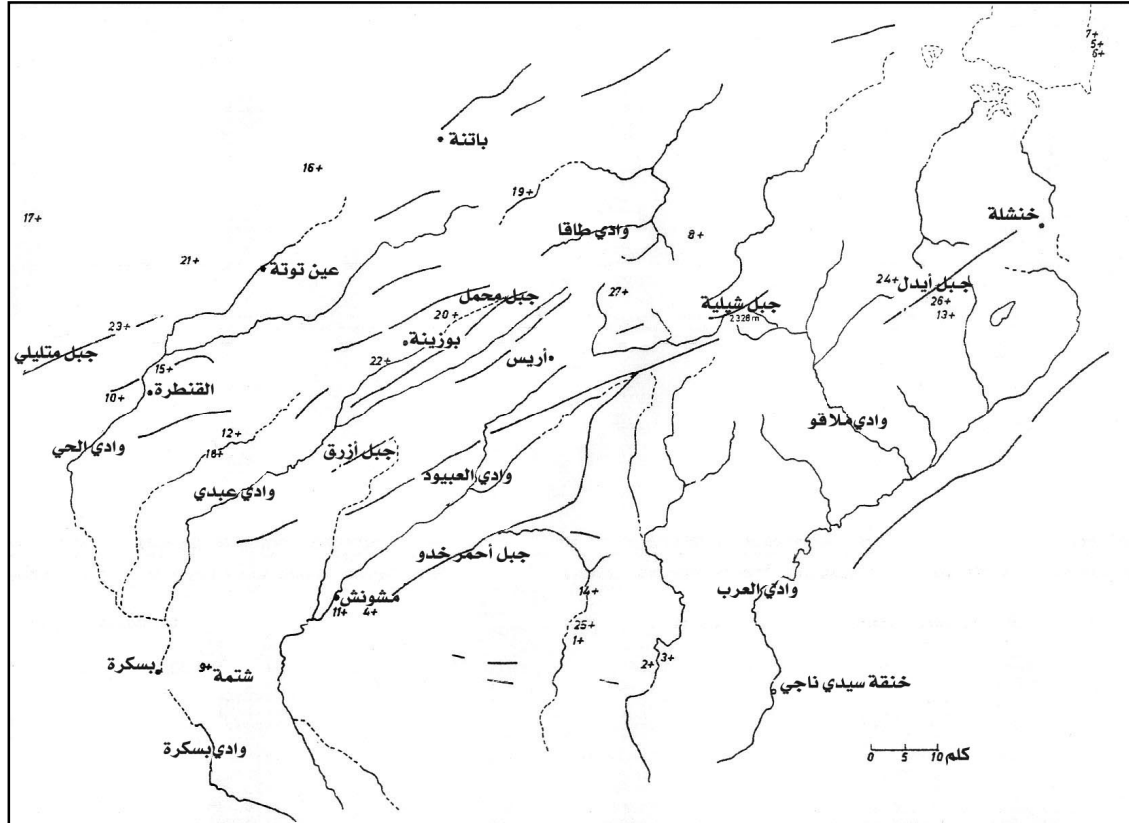 7+
5+
6+
باتنة
16+
19+
17+
خنشلة
وادي طاقا
8+
21+
عين توتة
24+
جبل أيدل
27+
جبل محمل
جبل شيلية
2328m
26+
13+
20+
23+
بوزينة
جبل متليلي
22+
أريس
15+
القنطرة
10+
وادي ملاقو
12+
وادي الحي
18+
جبل أزرق
وادي العبيود
وادي عبدي
جبل أحمر خدو
وادي العرب
14+
مشونش
11+
4+
25+
1+
2+
3+
بسكرة
9+
شتمة
خنقة سيدي ناجي
وادي بسكرة
0 5 10 كلم